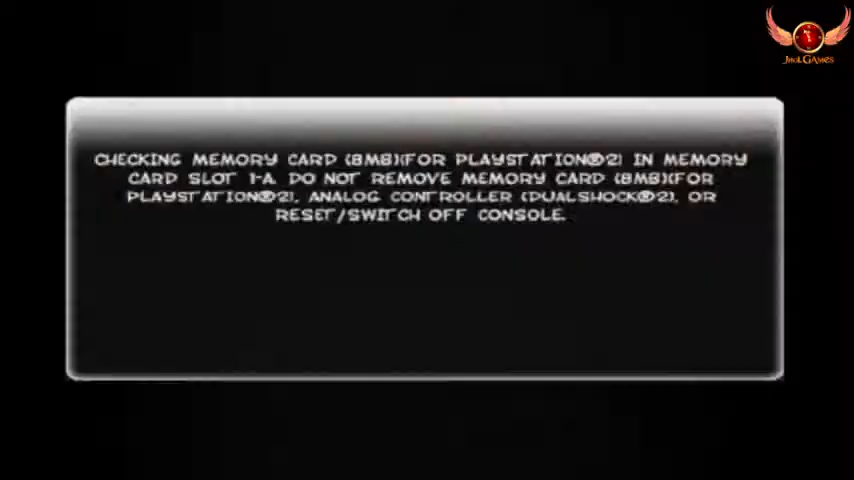 JholGames
CHECKING MEMORY CARD (8MB)(FOR PLAYSTATION®2) IN MEMORY
CARD SLOT 1-A. DO NOT REMOVE MEMORY CARD (8MB)(FOR
PLAYSTATION®2), ANALOG CONTROLLER (DUALSHOCK®2), OR
RESET/SWITCH OFF CONSOLE.